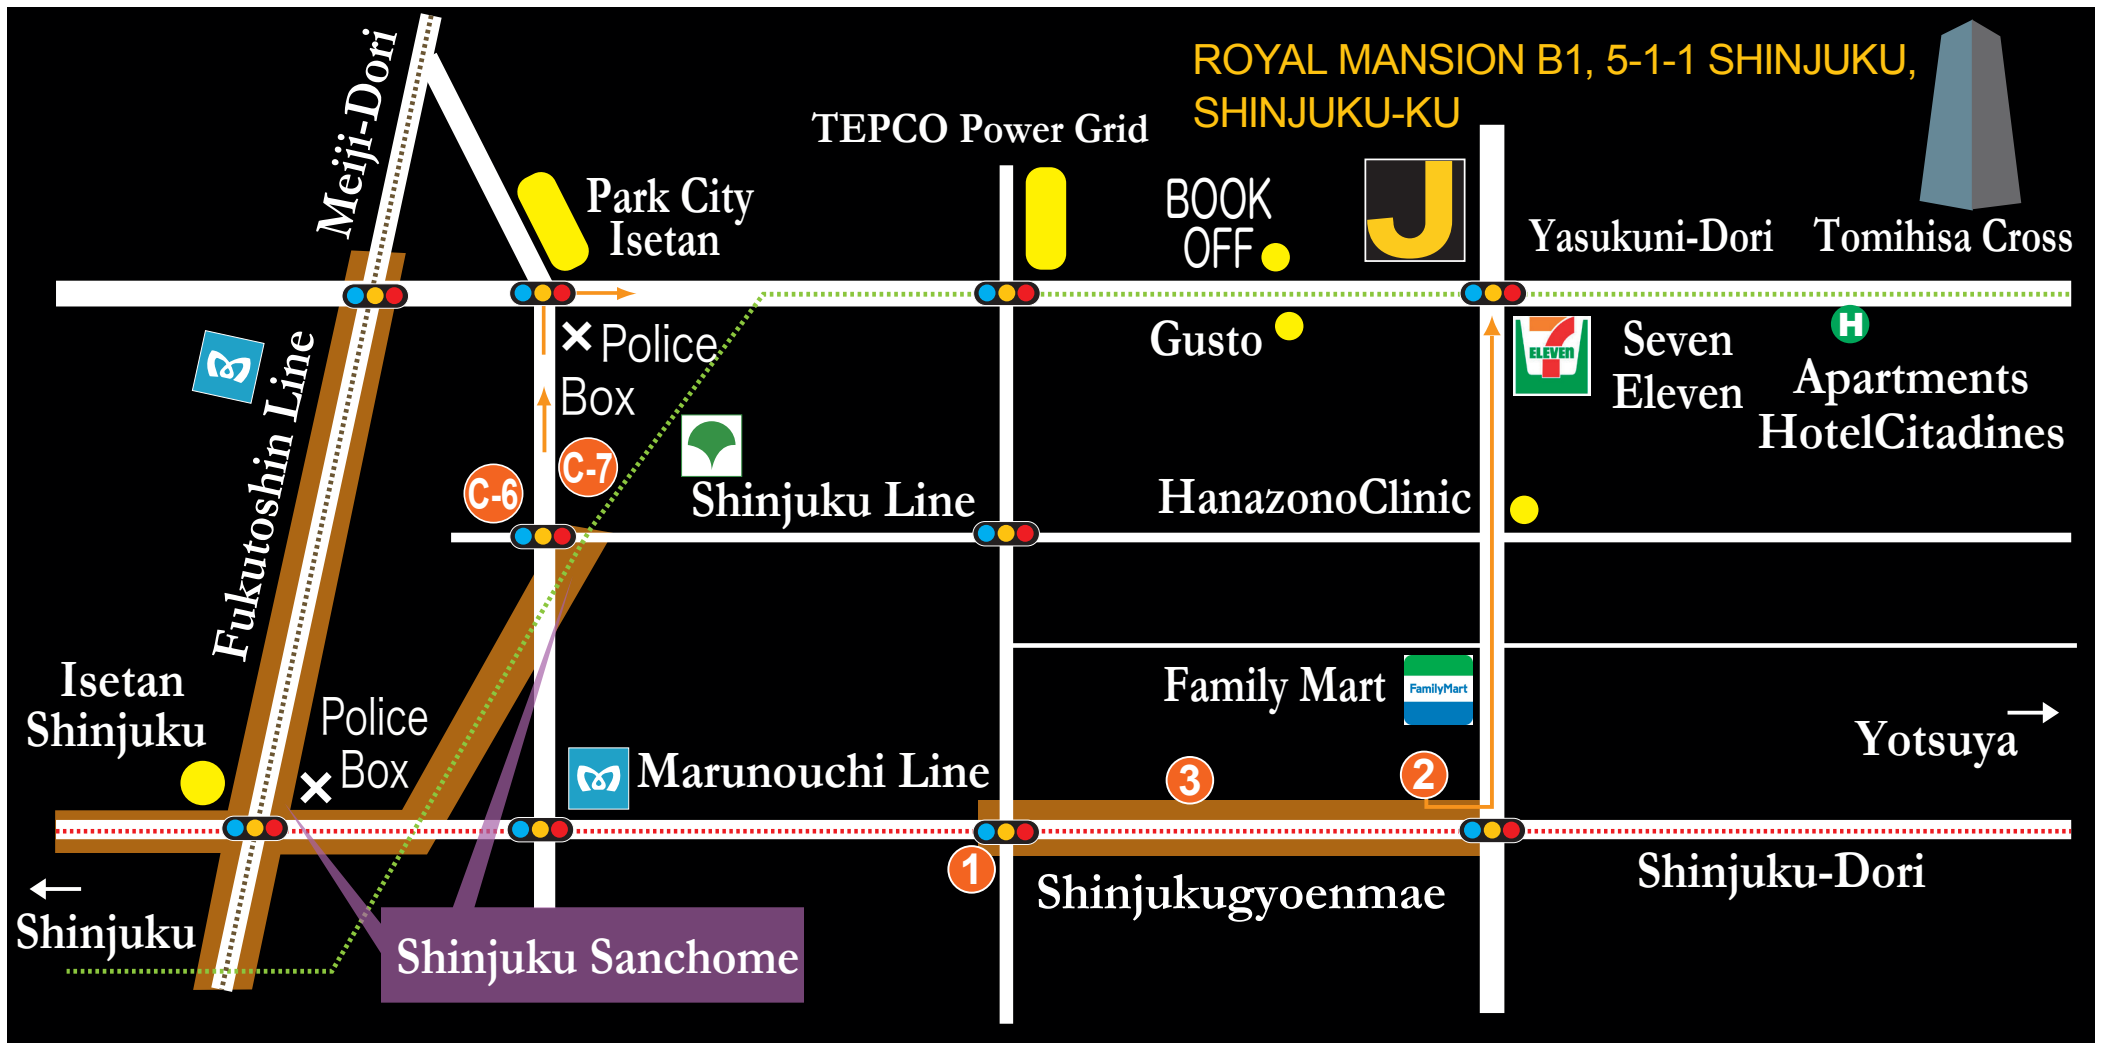 ROYAL MANSION B1, 5-1-1 SHINJUKU,
SHINJUKU-KU
Meiji-Dori
TEPCO Power Grid
Park City
Isetan
BOOK
OFF
J
Yasukuni-Dori
Tomihisa Cross
Police
Box
Gusto
7
ELEVEN
Seven
Eleven
H
Apartments
HotelCitadines
Fukutoshin Line
C-6
C-7
Shinjuku Line
HanazonoClinic
Isetan
Shinjuku
Police
Box
Family Mart
FamilyMart
Yotsuya
Marunouchi Line
3
2
1
Shinjukugyoenmae
Shinjuku-Dori
Shinjuku
Shinjuku Sanchome